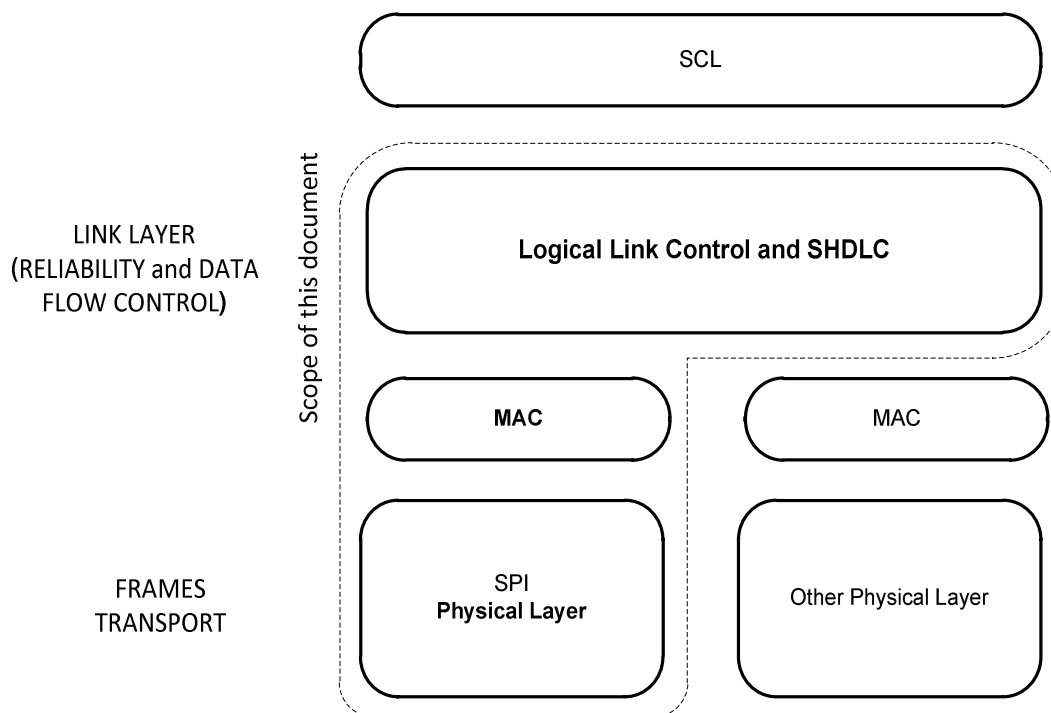 SCL
Scope of this document
LINK LAYER
(RELIABILITY and DATA
FLOW CONTROL)
Logical Link Control and SHDLC
MAC
MAC
FRAMES
TRANSPORT
SPI
Physical Layer
Other Physical Layer